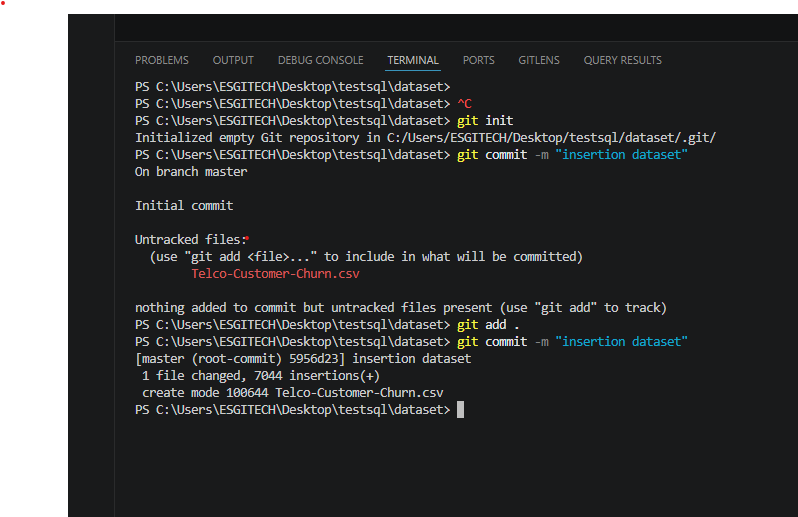 PROBLEMS OUTPUT DEBUG CONSOLE TERMINAL PORTS GITLENS QUERY RESULTS
PS C:\Users\ESGITECH\Desktop\testsql\dataset>
PS C:\Users\ESGITECH\Desktop\testsql\dataset> ^C
PS C:\Users\ESGITECH\Desktop\testsql\dataset> git init
Initialized empty Git repository in C:/Users/ESGITECH/Desktop/testsql/dataset/.git/
PS C:\Users\ESGITECH\Desktop\testsql\dataset> git commit -m "insertion dataset"
On branch master
Initial commit
Untracked files:
(use "git add <file>..." to include in what will be committed)
Telco-Customer-Churn.csv
nothing added to commit but untracked files present (use "git add" to track)
PS C:\Users\ESGITECH\Desktop\testsql\dataset> git add .
PS C:\Users\ESGITECH\Desktop\testsql\dataset> git commit -m "insertion dataset"
[master (root-commit) 5956d23] insertion dataset
1 file changed, 7044 insertions(+)
create mode 100644 Telco-Customer-Churn.csv
PS C:\Users\ESGITECH\Desktop\testsql\dataset>